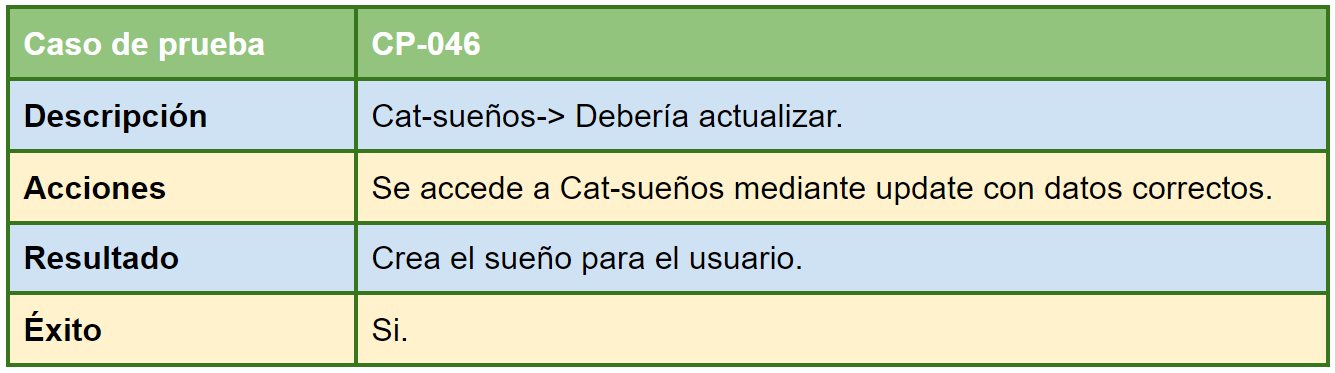 Caso de prueba CP-046
Descripción Cat-sueños-> Debería actualizar.
Acciones Se accede a Cat-sueños mediante update con datos correctos.
Resultado Crea el sueño para el usuario.
Éxito Si.